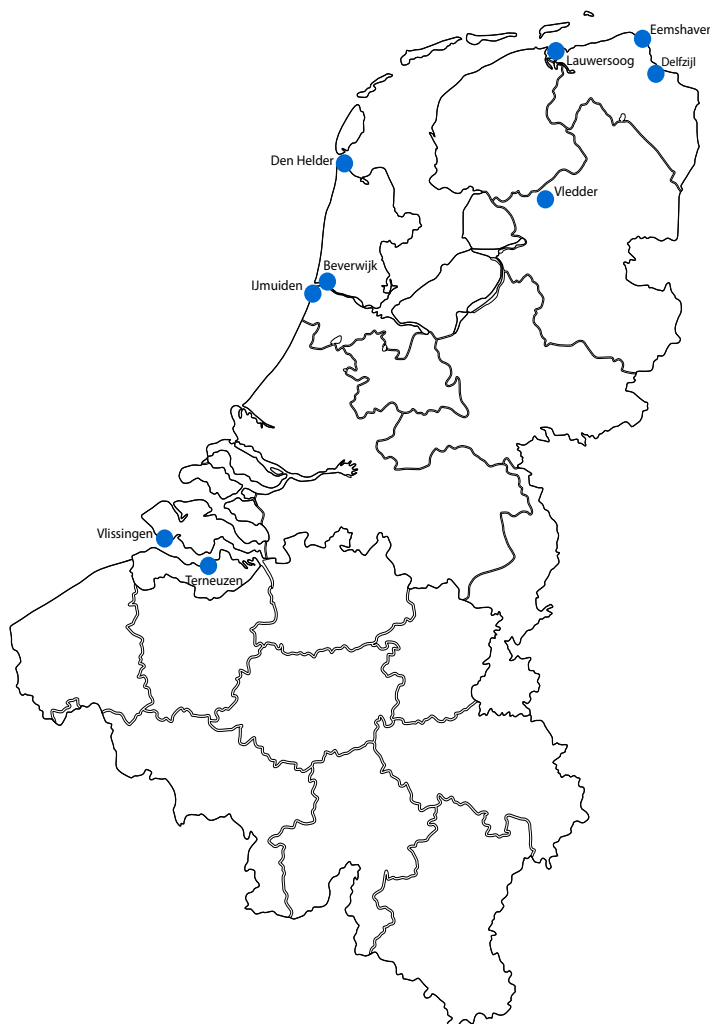 Eemshaven
Lauwersoog
Delfzijl
Den Helder
Vledder
Beverwijk
IJmuiden
Vlissingen
Terneuzen